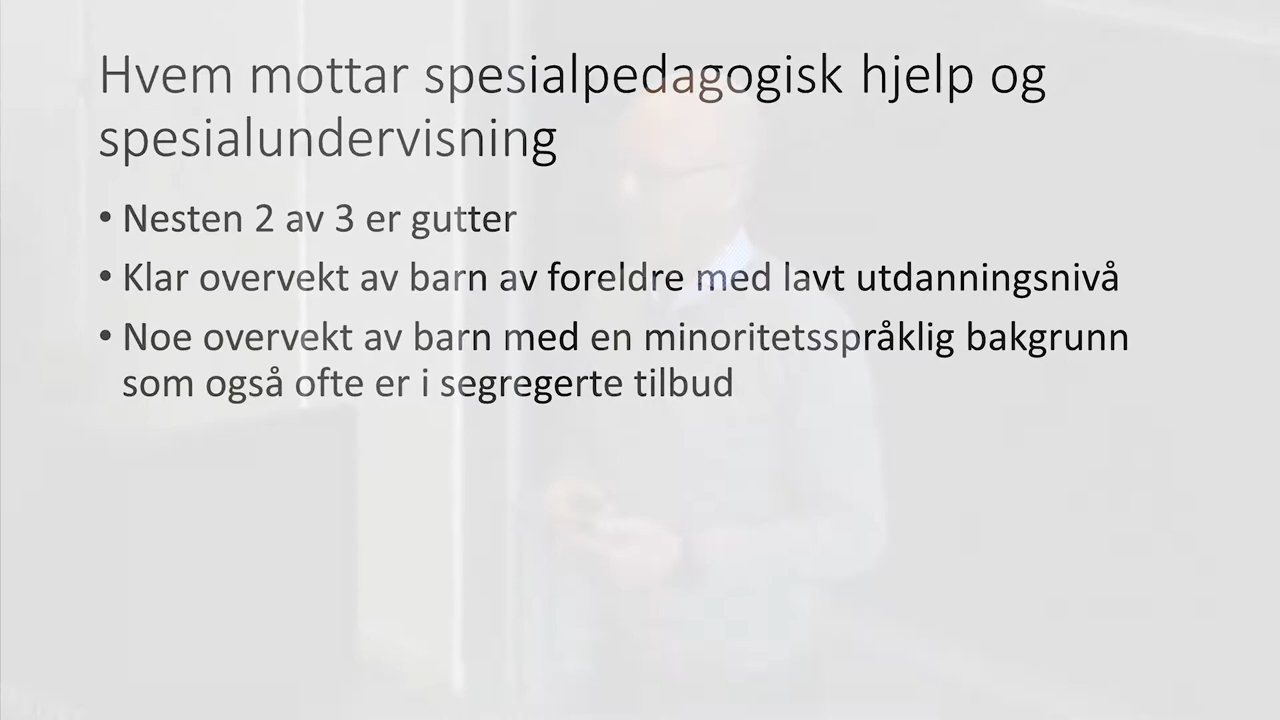 Hvem mottar spesialpedagogisk hjelp og
spesialundervisning
• Nesten 2 av 3 er gutter
• Klar overvekt av barn av foreldre med lavt utdanningsnivå
• Noe overvekt av barn med en minoritetsspråklig bakgrunn
som også ofte er i segregerte tilbud